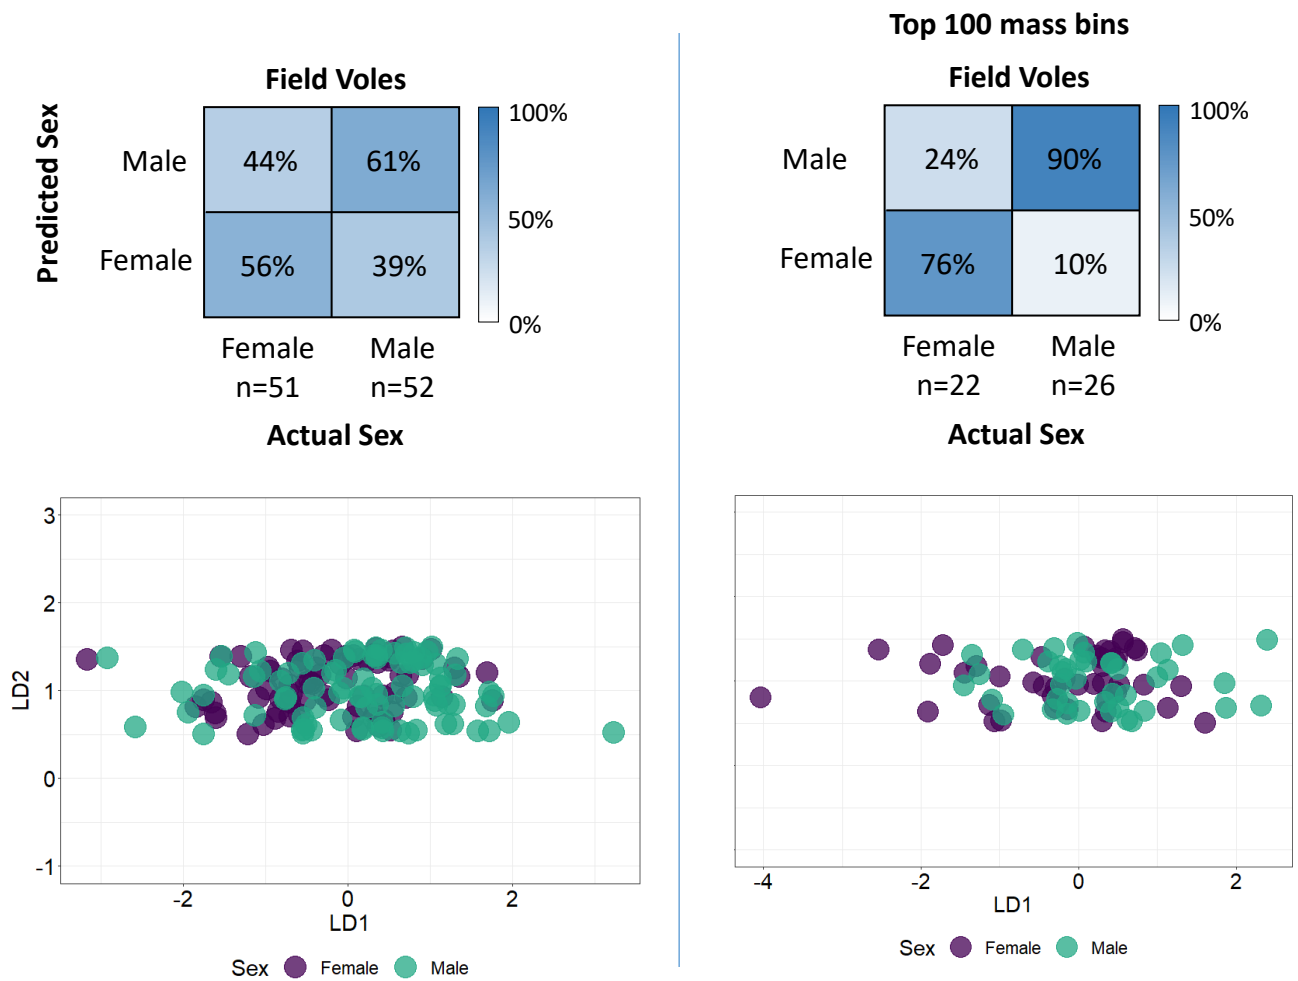 Top 100 mass bins
Field Voles
Predicted Sex
Male
Female
44%
61%
56%
39%
100%
50%
0%
Female
Male
n=51
n=52
Actual Sex
Field Voles
Male
Female
24%
90%
76%
10%
100%
50%
0%
Female
Male
n=22
n=26
Actual Sex
LD2
3
2
1
0
-1
-2
0
2
LD1
Sex Female Male
-4
-2
0
2
LD1
Sex Female Male